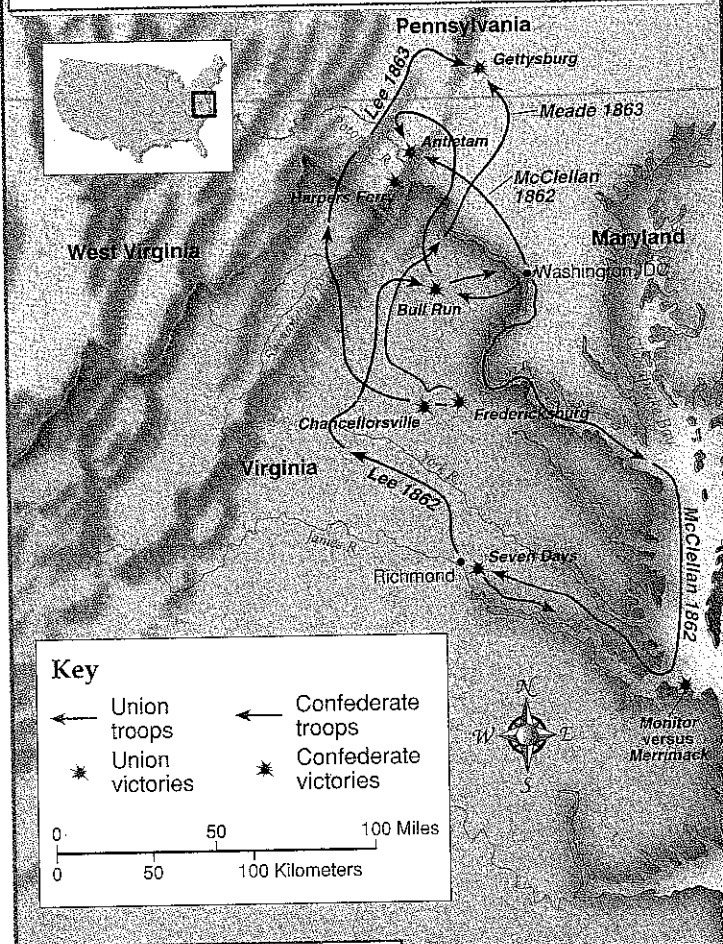 Pennsylvania
Gettysburg
Lee 1863
Meade 1863
Potomac R.
Antietam
McClellan
1862
Harpers Ferry
West Virginia
Maryland
Washington, DC
Bull Run
Chancellorsville
Fredericksburg
Virginia
York R.
Lee 1862
James R.
Seven Days
Richmond
McClellan 1862
Monitor
versus
Merrimack
N
W E
S
Key
Union
troops
Confederate
troops
Union
victories
Confederate
victories
0 50 100 Miles
0 50 100 Kilometers